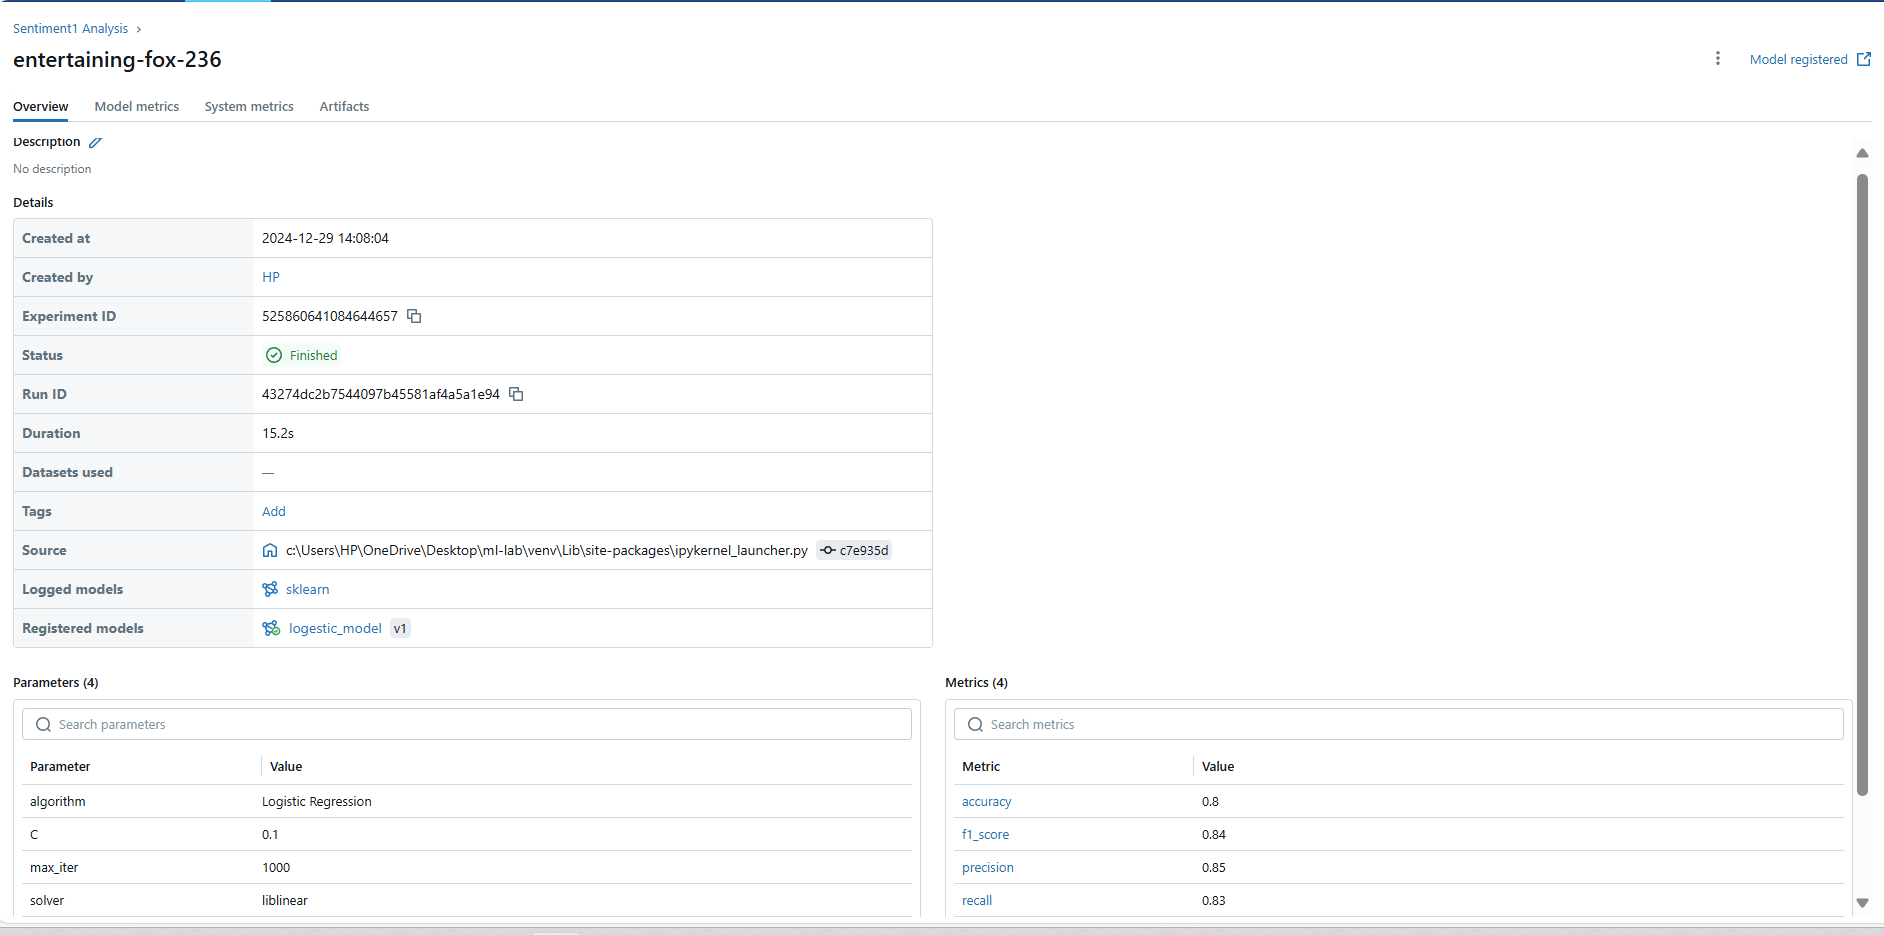 Sentiment1 Analysis
entertaining-fox-236
Model registered
Overview Model metrics System metrics Artifacts
Description
No description
Details
Created at 2024-12-29 14:08:04
Created by HP
Experiment ID 525860641084644657
Status Finished
Run ID 43274dc2b7544097b45581af4a5a1e94
Duration 15.2s
Datasets used —
Tags Add
Source c:\Users\HP\OneDrive\Desktop\ml-lab\venv\Lib\site-packages\ipykernel_launcher.py c7e935d
Logged models sklearn
Registered models logestic_model v1
Parameters (4)
Search parameters
Parameter Value
algorithm Logistic Regression
C 0.1
max_iter 1000
solver liblinear
Metrics (4)
Search metrics
Metric Value
accuracy 0.8
f1_score 0.84
precision 0.85
recall 0.83